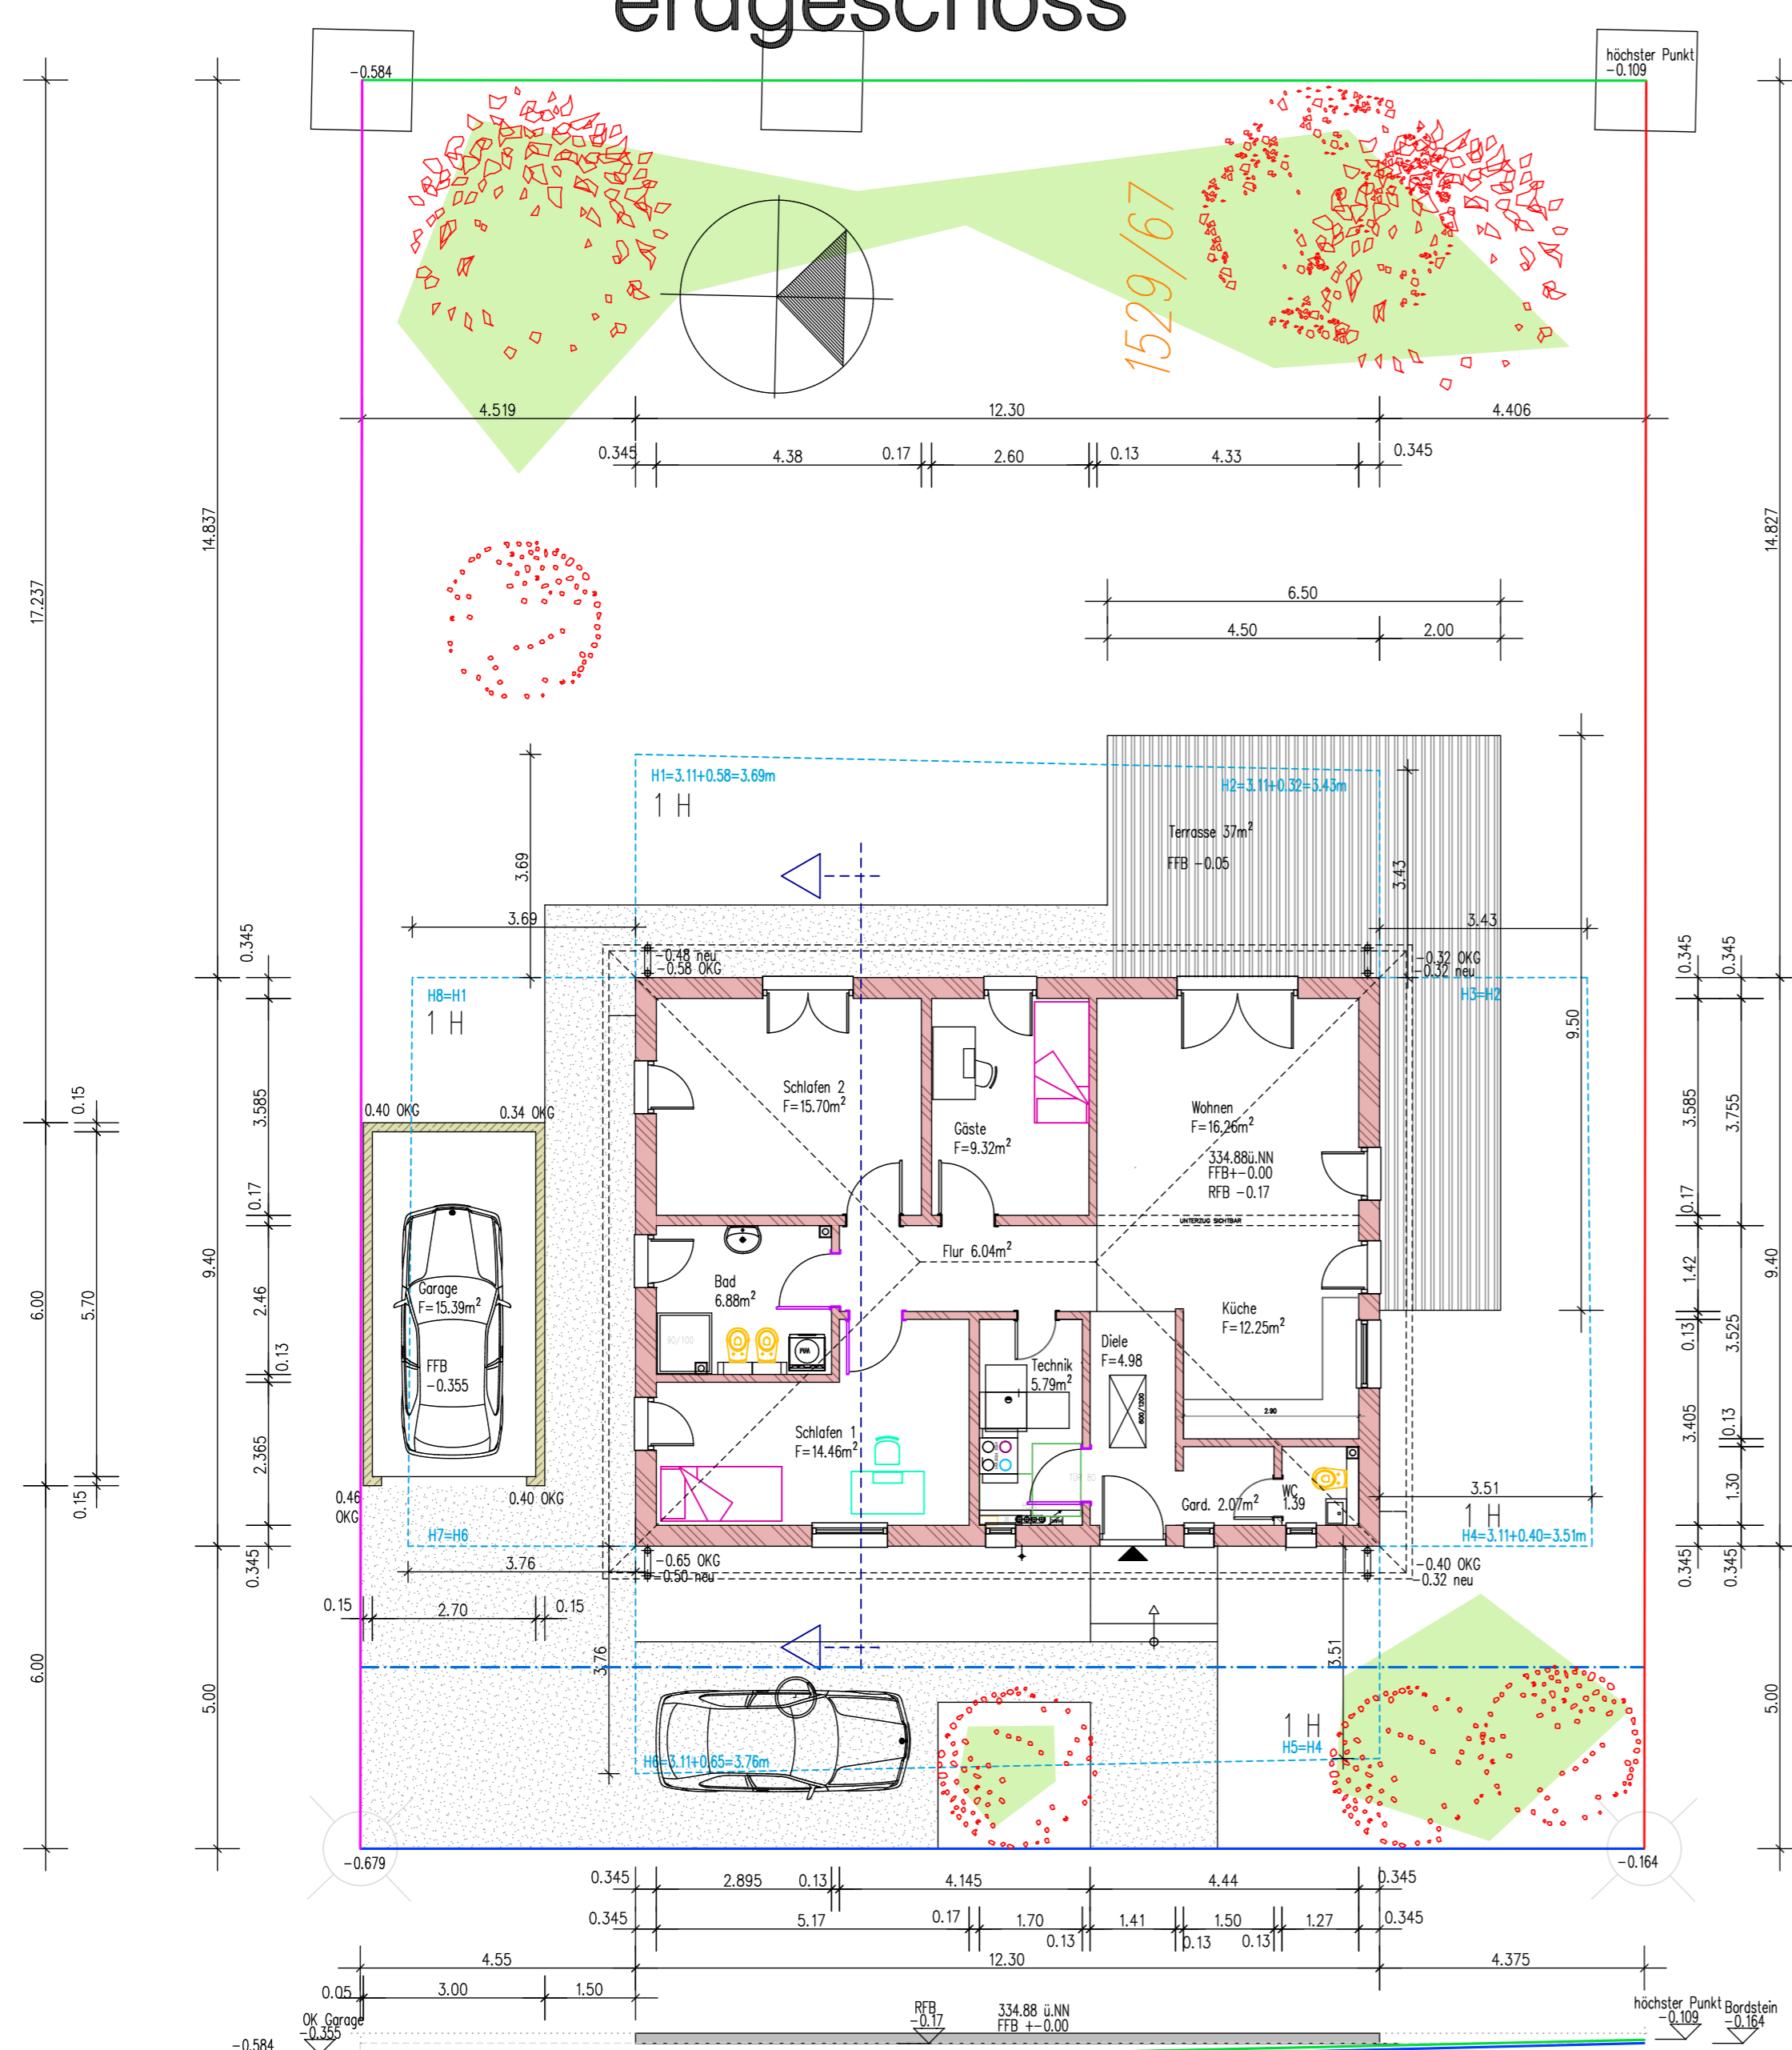 erdgeschoss
-0.584
höchster Punkt
-0.109
1529/67
4.519
12.30
4.406
0.345
4.38
0.17
2.60
0.13
4.33
0.345
17.237
14.837
14.827
6.50
4.50
2.00
H1=3.11+0.58=3.69m
1 H
H2=3.11+0.32=3.43m
Terrasse 37m²
FFB -0.05
3.69
3.43
3.69
3.43
0.345
0.345
0.345
-0.48 neu
-0.58 OKG
-0.32 OKG
-0.32 neu
H8=H1
1 H
H3=H2
9.50
0.15
0.40 OKG
0.34 OKG
3.585
Schlafen 2
F=15.70m²
Gäste
F=9.32m²
Wohnen
F=16.26m²
334.88ü.NN
FFB+-0.00
RFB -0.17
3.585
3.755
0.17
0.17
UNTERZUG SICHTBAR
Flur 6.04m²
9.40
9.40
6.00
5.70
2.46
Garage
F=15.39m²
Bad
6.88m²
Küche
F=12.25m²
1.42
3.525
0.13
0.13
90/100
WM
Diele
F=4.98
FFB
-0.355
Technik
5.79m²
600/1200
2.90
3.405
0.13
Schlafen 1
F=14.46m²
2.365
TÜR 80
0.46
OKG
0.40 OKG
0.15
Gard. 2.07m²
WC
1.39
3.51
1 H
1.30
H7=H6
H4=3.11+0.40=3.51m
0.345
3.76
-0.65 OKG
-0.50 neu
-0.40 OKG
-0.32 neu
0.345
0.345
0.15
2.70
0.15
6.00
5.00
3.76
3.51
5.00
1 H
H5=H4
H6=3.11+0.65=3.76m
-0.679
-0.164
0.345
2.895
0.13
4.145
4.44
0.345
0.345
5.17
0.17
1.70
0.13
1.41
0.13
1.50
0.13
1.27
0.345
4.55
12.30
4.375
0.05
3.00
1.50
OK Garage
-0.355
-0.584
RFB
-0.17
334.88 ü.NN
FFB +-0.00
höchster Punkt
-0.109
Bordstein
-0.164